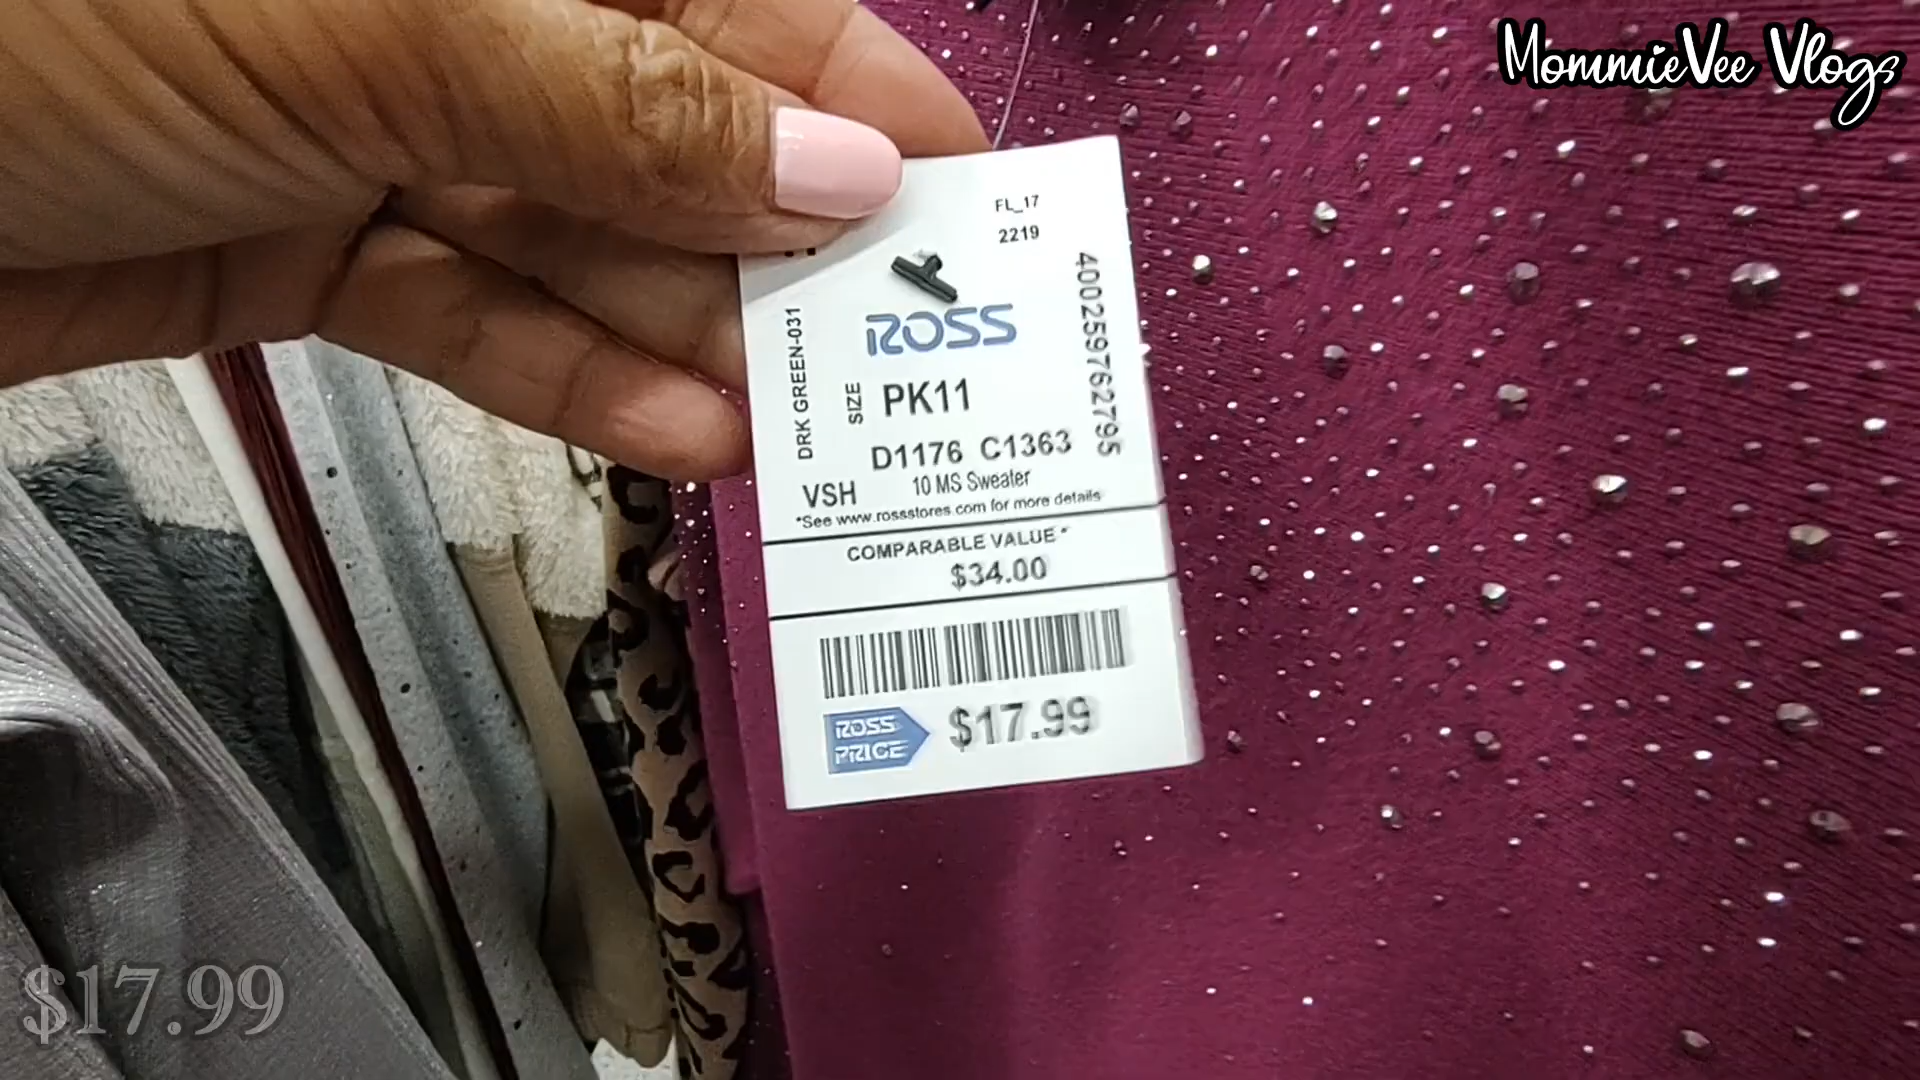 MommieVee Vlogs
FL_17
2219
400259762795
ROSS
DRK GREEN-031
SIZE
PK11
D1176 C1363
VSH
10 MS Sweater
*See www.rossstores.com for more details
COMPARABLE VALUE*
$34.00
ROSS
PRICE
$17.99
$17.99